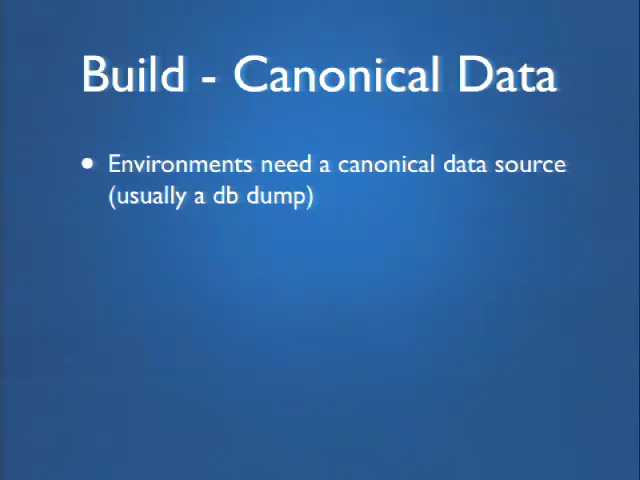 Build - Canonical Data
• Environments need a canonical data source
(usually a db dump)